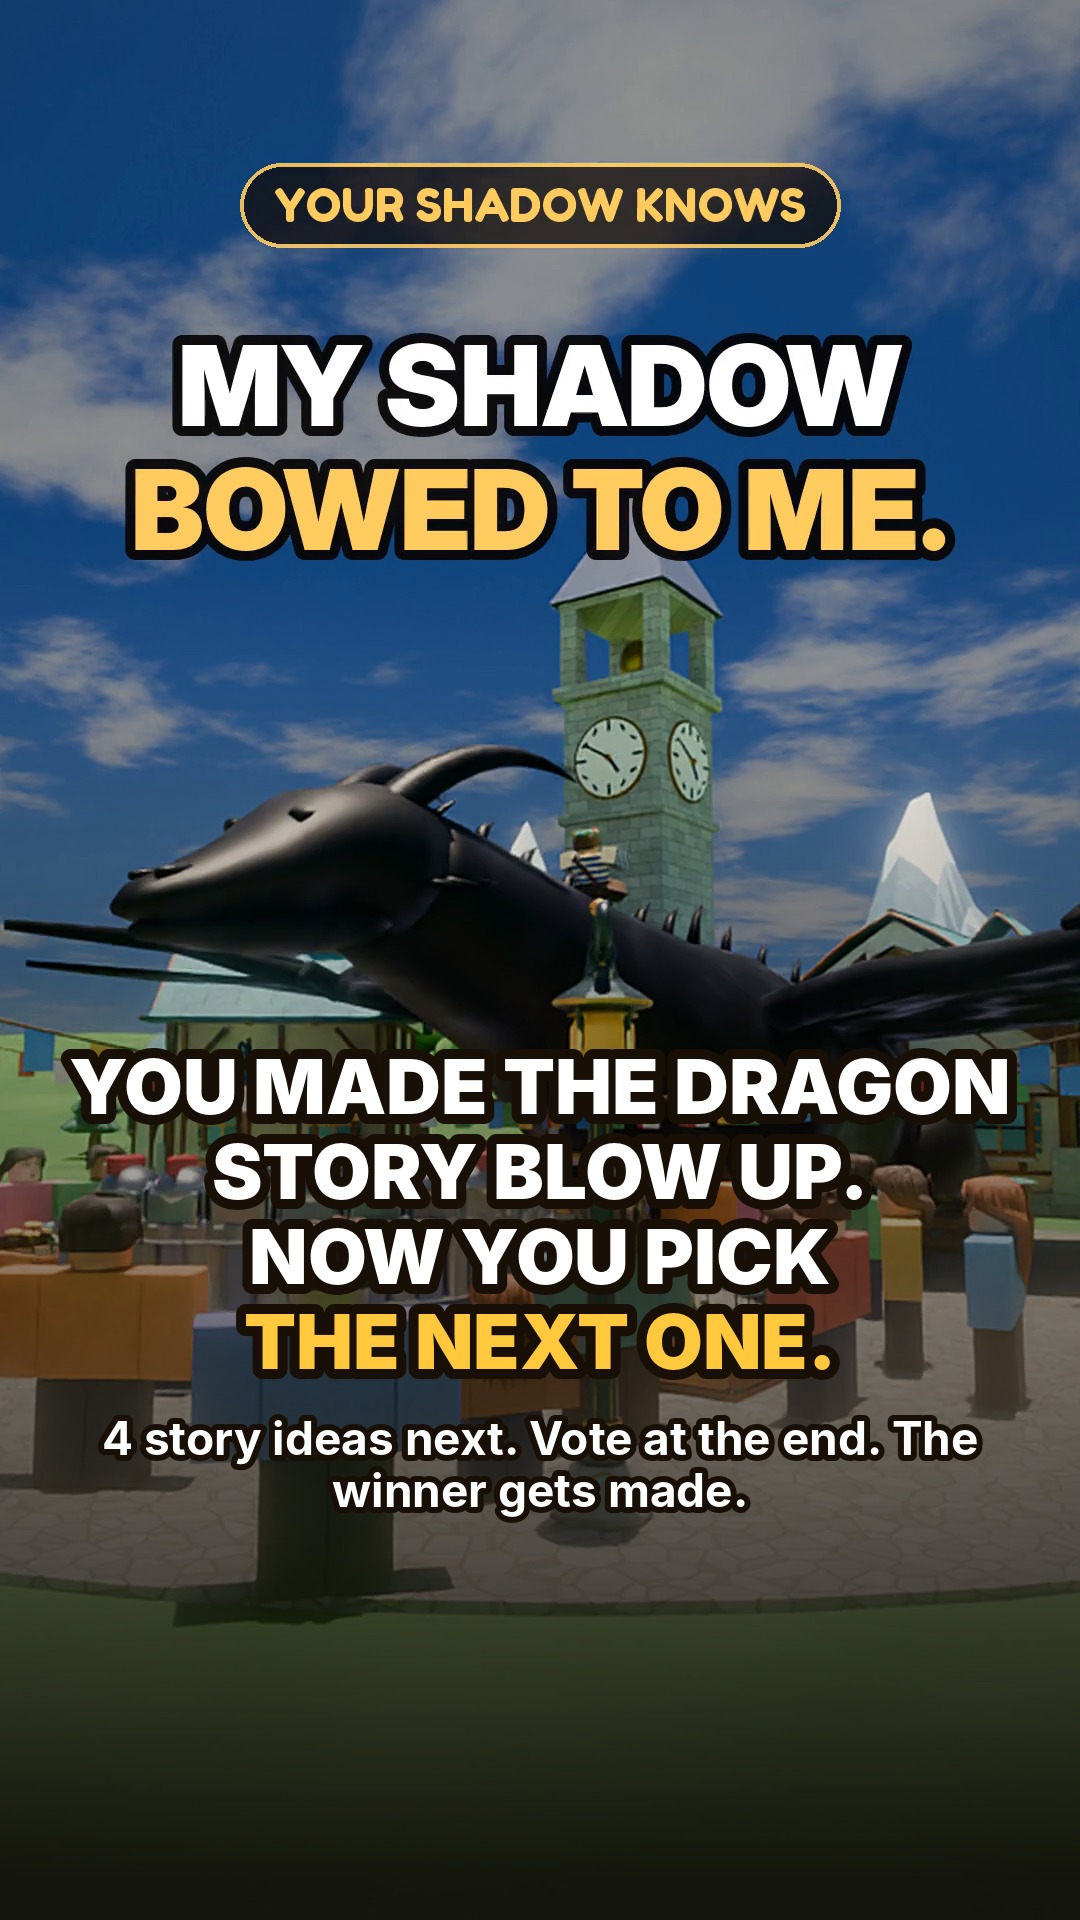 YOUR SHADOW KNOWS
MY SHADOW
BOWED TO ME.
YOU MADE THE DRAGON
STORY BLOW UP.
NOW YOU PICK
THE NEXT ONE.
4 story ideas next. Vote at the end. The
winner gets made.